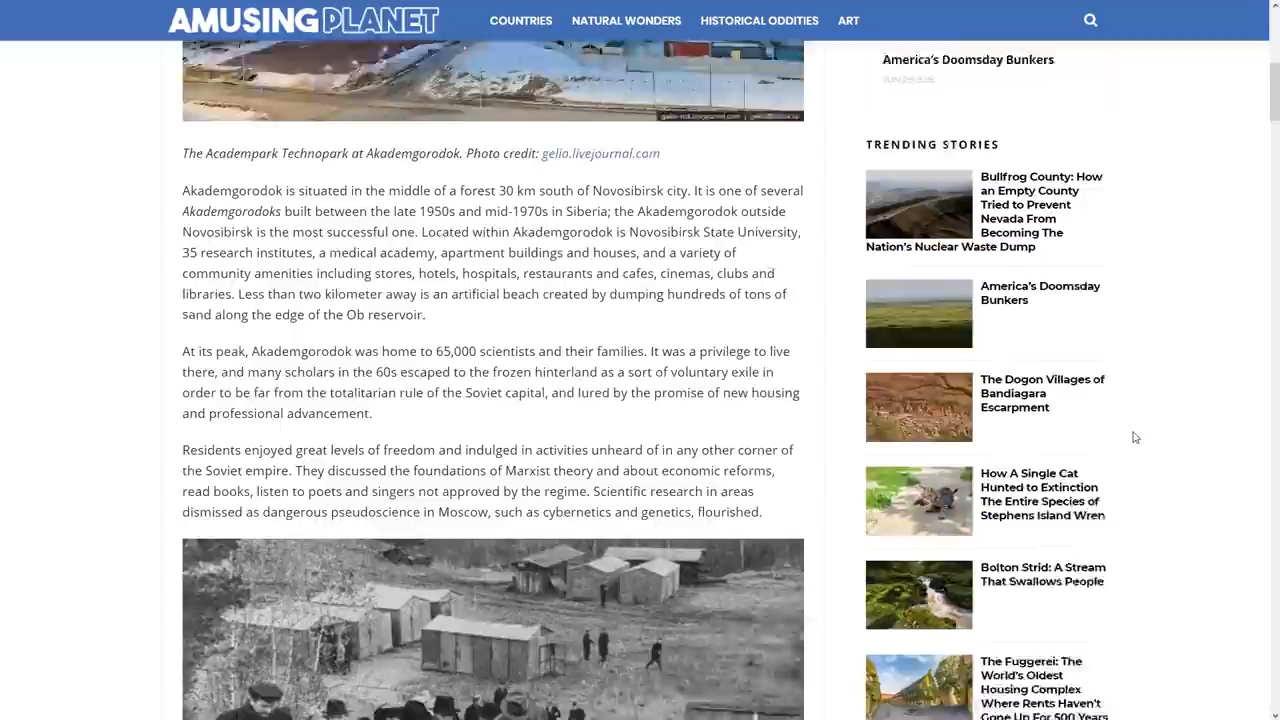 AMUSINGPLANET
COUNTRIES
NATURAL WONDERS
HISTORICAL ODDITIES
ART
The Academpark Technopark at Akademgorodok. Photo credit: gelio.livejournal.com
Akademgorodok is situated in the middle of a forest 30 km south of Novosibirsk city. It is one of several
Akademgorodoks built between the late 1950s and mid-1970s in Siberia; the Akademgorodok outside
Novosibirsk is the most successful one. Located within Akademgorodok is Novosibirsk State University,
35 research institutes, a medical academy, apartment buildings and houses, and a variety of
community amenities including stores, hotels, hospitals, restaurants and cafes, cinemas, clubs and
libraries. Less than two kilometer away is an artificial beach created by dumping hundreds of tons of
sand along the edge of the Ob reservoir.
At its peak, Akademgorodok was home to 65,000 scientists and their families. It was a privilege to live
there, and many scholars in the 60s escaped to the frozen hinterland as a sort of voluntary exile in
order to be far from the totalitarian rule of the Soviet capital, and lured by the promise of new housing
and professional advancement.
Residents enjoyed great levels of freedom and indulged in activities unheard of in any other corner of
the Soviet empire. They discussed the foundations of Marxist theory and about economic reforms,
read books, listen to poets and singers not approved by the regime. Scientific research in areas
dismissed as dangerous pseudoscience in Moscow, such as cybernetics and genetics, flourished.
America's Doomsday Bunkers
TRENDING STORIES
Bullfrog County: How
an Empty County
Tried to Prevent
Nevada From
Becoming The
Nation's Nuclear Waste Dump
America's Doomsday
Bunkers
The Dogon Villages of
Bandiagara
Escarpment
How A Single Cat
Hunted to Extinction
The Entire Species of
Stephens Island Wren
Bolton Strid: A Stream
That Swallows People
The Fuggerei: The
World's Oldest
Housing Complex
Where Rents Haven't
Gone Up For 500 Years